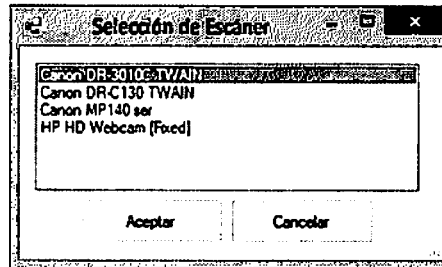 Selección de Escáner
Canon DR-3010C TWAIN
Canon DR-C130 TWAIN
Canon MP140 ser
HP HD Webcam [Fixed]
Aceptar
Cancelar